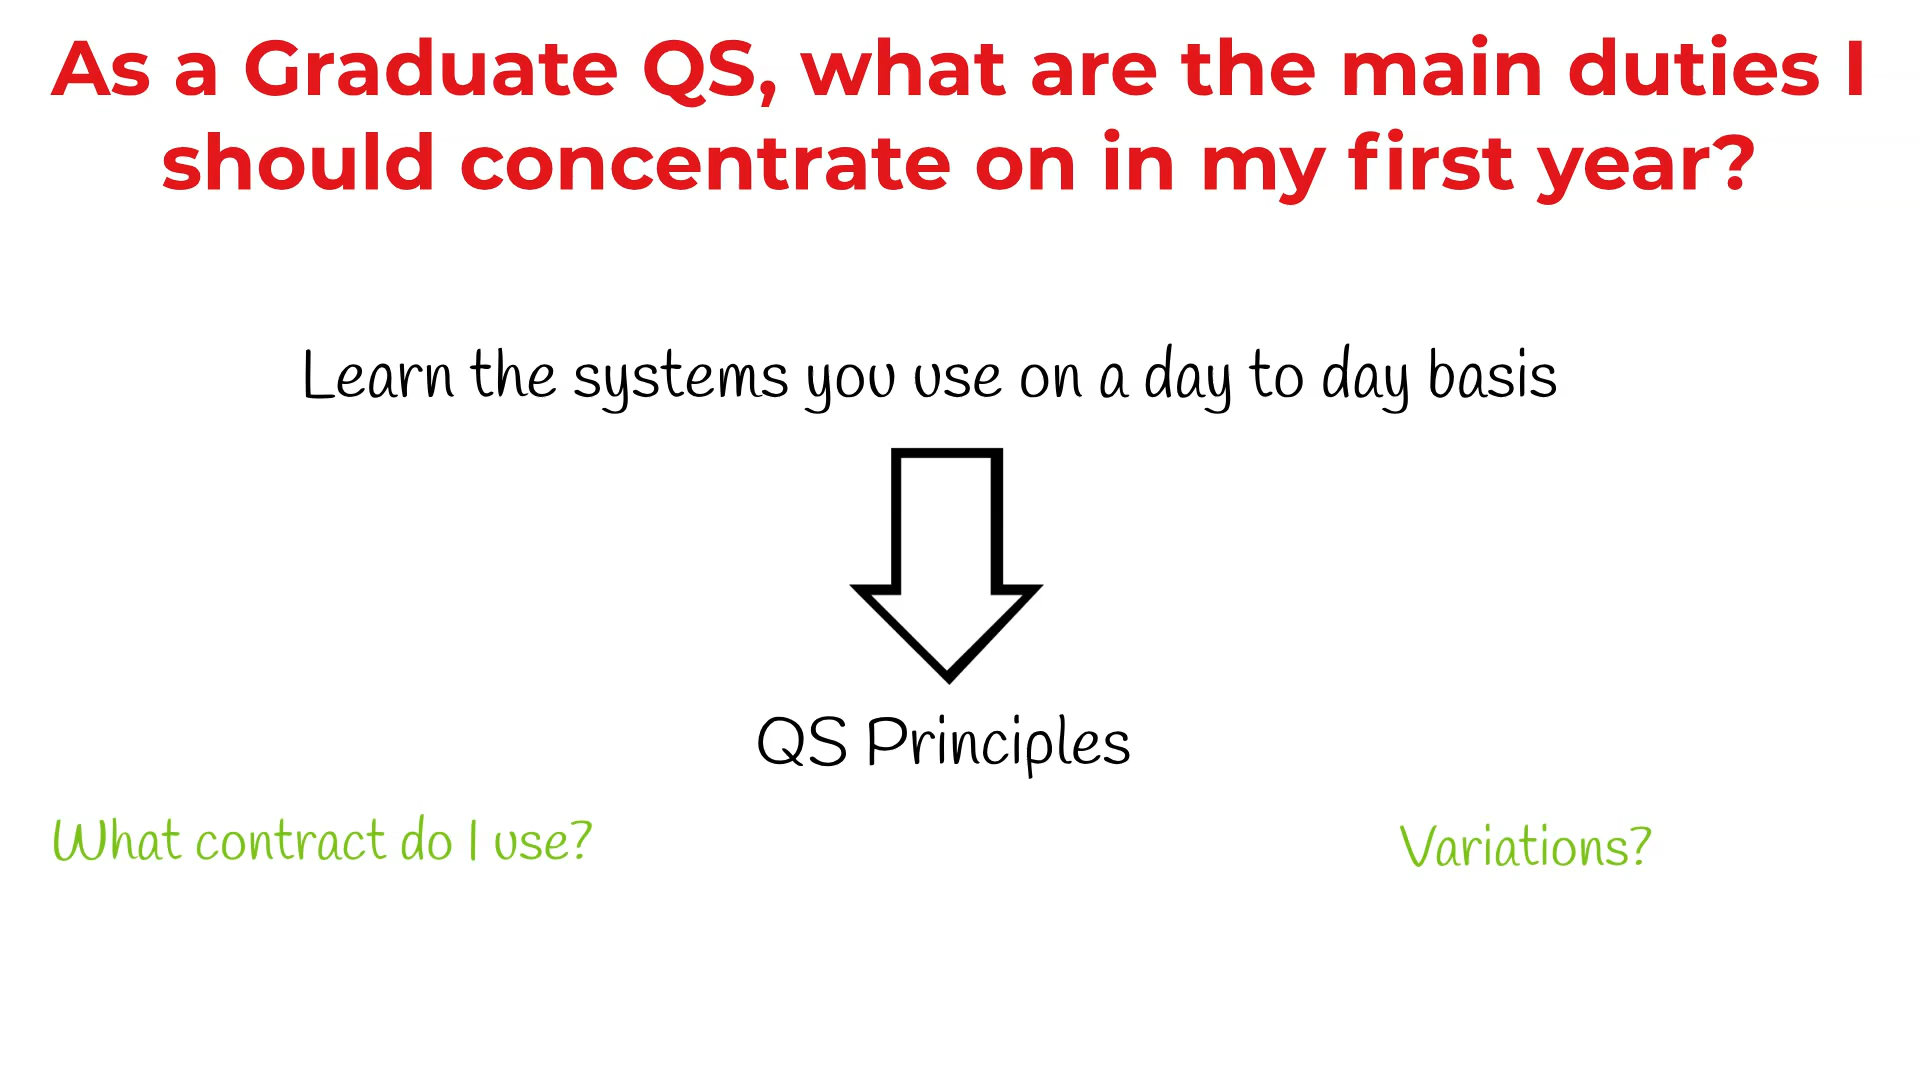 As a Graduate QS, what are the main duties I
should concentrate on in my first year?
Learn the systems you use on a day to day basis
QS Principles
What contract do I use?
Variations?